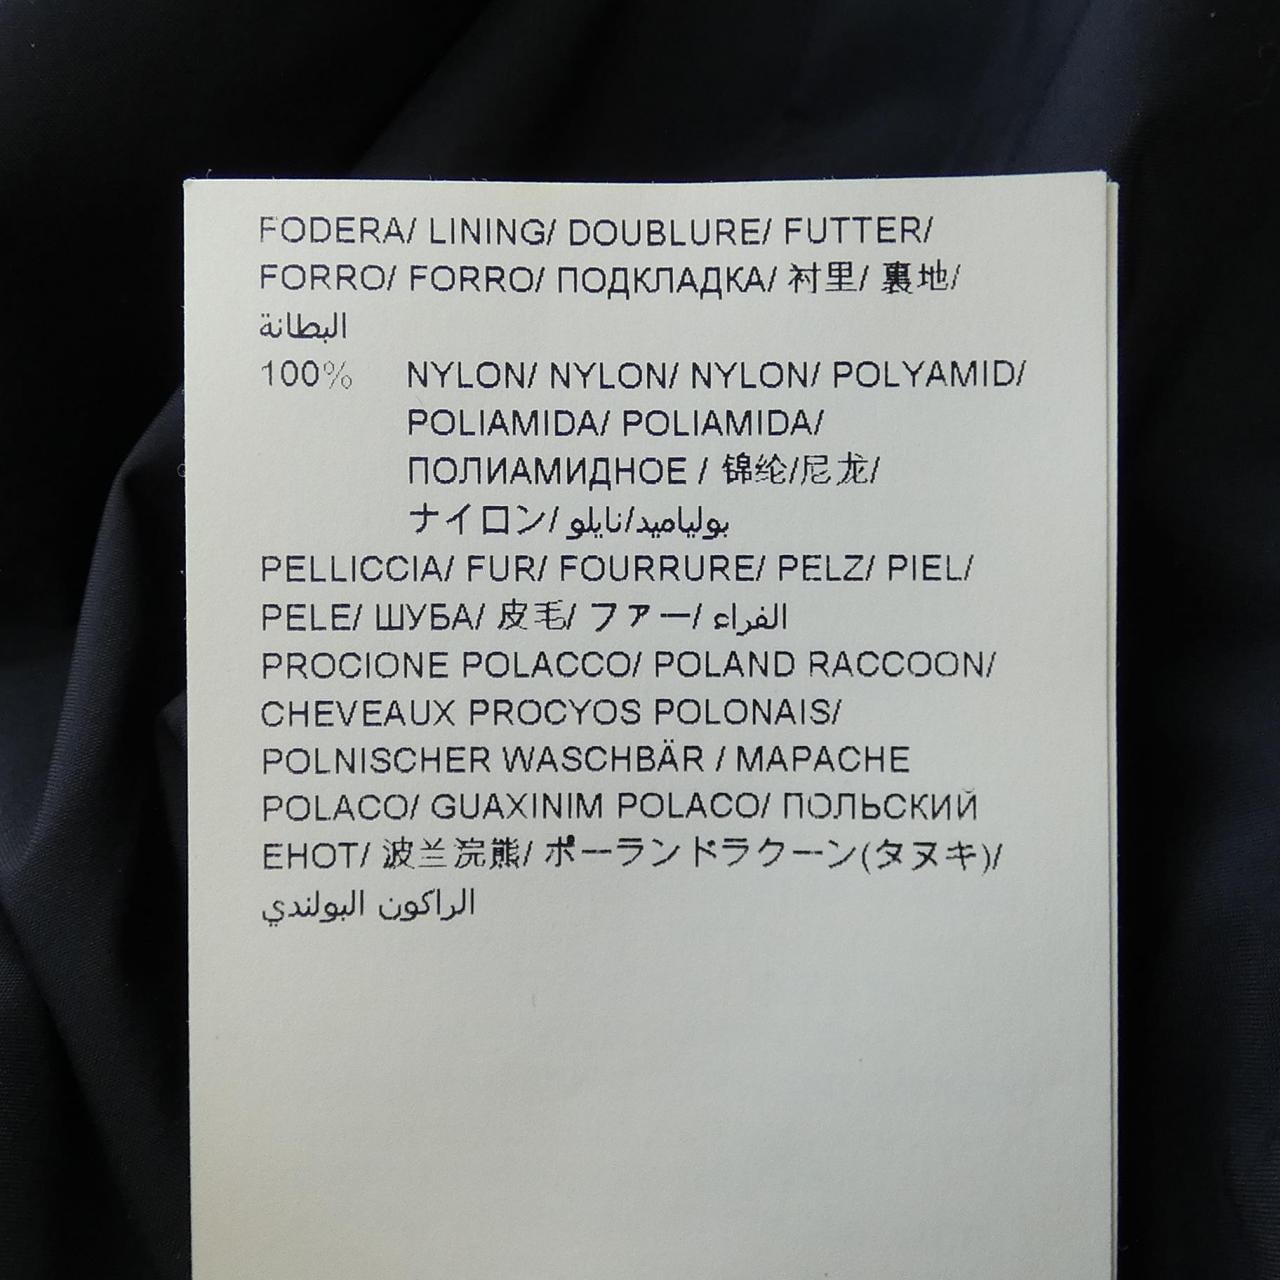 FODERA/ LINING/ DOUBLURE/ FUTTER/
FORRO/ FORRO/ ПОДКЛАДКА/ 衬里/ 裏地/
البطانة
100% NYLON/ NYLON/ NYLON/ POLYAMID/
POLIAMIDA/ POLIAMIDA/
ПОЛИАМИДНОЕ / 锦纶/尼龙/
ナイロン/ بولياميد/نايلو
PELLICCIA/ FUR/ FOURRURE/ PELZ/ PIEL/
PELE/ ШУБА/ 皮毛/ ファー/ الفراء
PROCIONE POLACCO/ POLAND RACCOON/
CHEVEAUX PROCYOS POLONAIS/
POLNISCHER WASCHBÄR / MAPACHE
POLACO/ GUAXINIM POLACO/ ПОЛЬСКИЙ
ЕНОТ/ 波兰浣熊/ ポーランドラクーン(タヌキ)/
الراكون البولندي